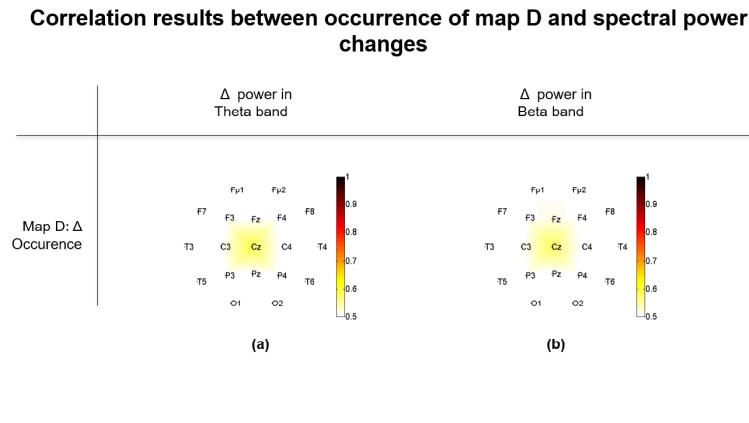 Correlation results between occurrence of map D and spectral power
changes
Δ power in
Theta band
Δ power in
Beta band
Map D: Δ
Occurence
Fp1 Fp2
F7 F3 Fz F4 F8
T3 C3 Cz C4 T4
T5 P3 Pz P4 T6
O1 O2
1
0.9
0.8
0.7
0.6
0.5
(a)
Fp1 Fp2
F7 F3 Fz F4 F8
T3 C3 Cz C4 T4
T5 P3 Pz P4 T6
O1 O2
1
0.9
0.8
0.7
0.6
0.5
(b)